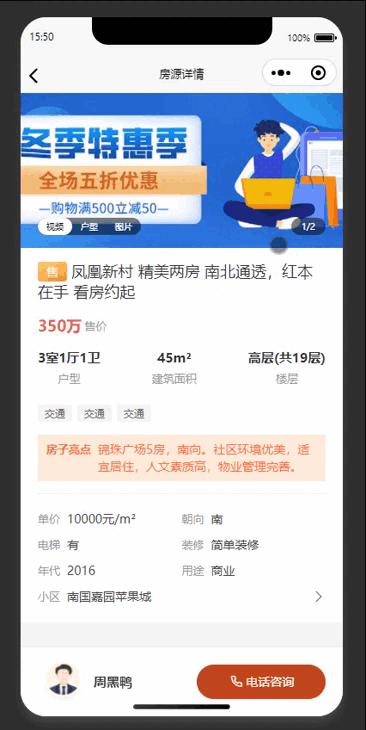 15:50
100%
房源详情
冬季特惠季
全场五折优惠
—购物满500立减50—
视频 户型 图片
1/2
售 凤凰新村 精美两房 南北通透，红本
在手 看房约起
350万 售价
3室1厅1卫 45m² 高层(共19层)
户型 建筑面积 楼层
交通 交通 交通
房子亮点 锦珠广场5房，南向。社区环境优美，适
宜居住，人文素质高，物业管理完善。
单价 10000元/m² 朝向 南
电梯 有 装修 简单装修
年代 2016 用途 商业
小区 南国嘉园苹果城
周黑鸭
电话咨询